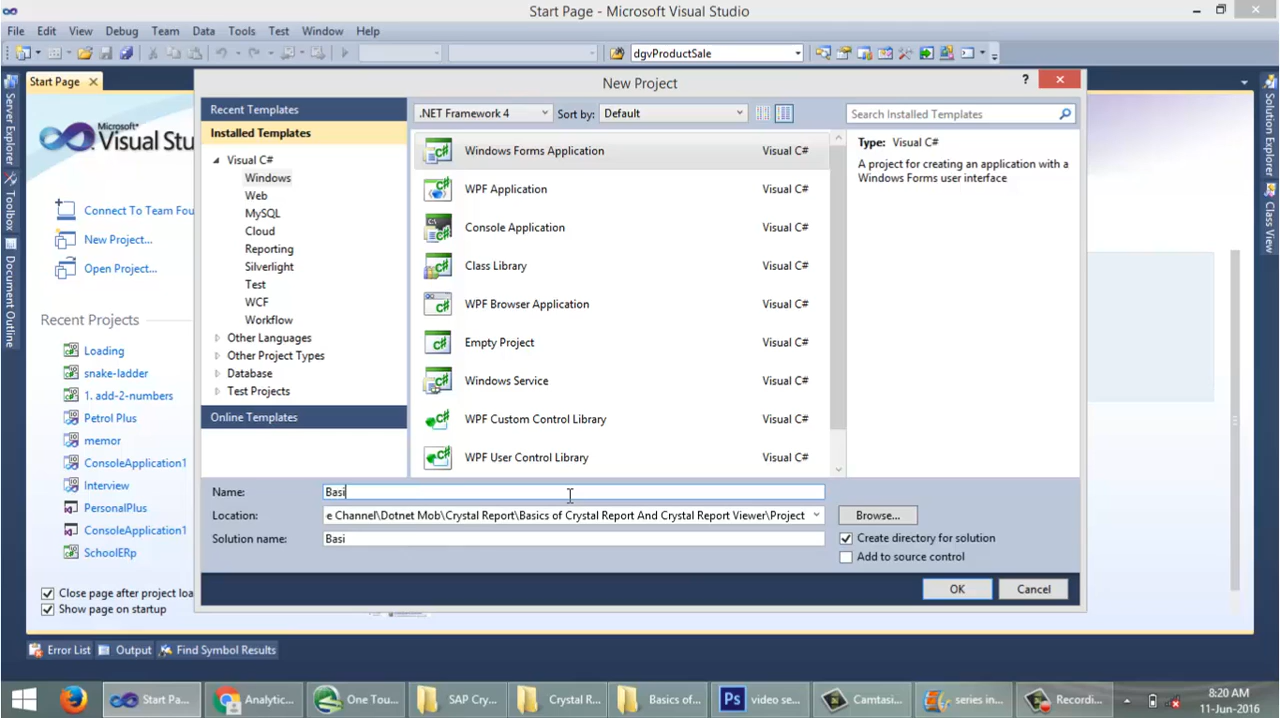 Start Page - Microsoft Visual Studio
File Edit View Debug Team Data Tools Test Window Help
dgvProductSale
Start Page
New Project
Server Explorer
Toolbox
Document Outline
Solution Explorer
Class View
Microsoft
Visual Stu
Connect To Team Fou
New Project...
Open Project...
Recent Projects
Loading
snake-ladder
1. add-2-numbers
Petrol Plus
memor
ConsoleApplication1
Interview
PersonalPlus
ConsoleApplication1
SchoolERp
Close page after project loa
Show page on startup
Recent Templates
Installed Templates
Visual C#
Windows
Web
MySQL
Cloud
Reporting
Silverlight
Test
WCF
Workflow
Other Languages
Other Project Types
Database
Test Projects
Online Templates
.NET Framework 4 Sort by: Default
Search Installed Templates
Windows Forms Application Visual C#
WPF Application Visual C#
Console Application Visual C#
Class Library Visual C#
WPF Browser Application Visual C#
Empty Project Visual C#
Windows Service Visual C#
WPF Custom Control Library Visual C#
WPF User Control Library Visual C#
Type: Visual C#
A project for creating an application with a
Windows Forms user interface
Name: Basi
Location: e Channel\Dotnet Mob\Crystal Report\Basics of Crystal Report And Crystal Report Viewer\Project
Browse...
Solution name: Basi
Create directory for solution
Add to source control
OK Cancel
Error List Output Find Symbol Results
Start Pa... Analytic... One Tou... SAP Cry... Crystal R... Basics of... Ps video se... Camtasi... series in... Recordi...
8:20 AM
11-Jun-2016